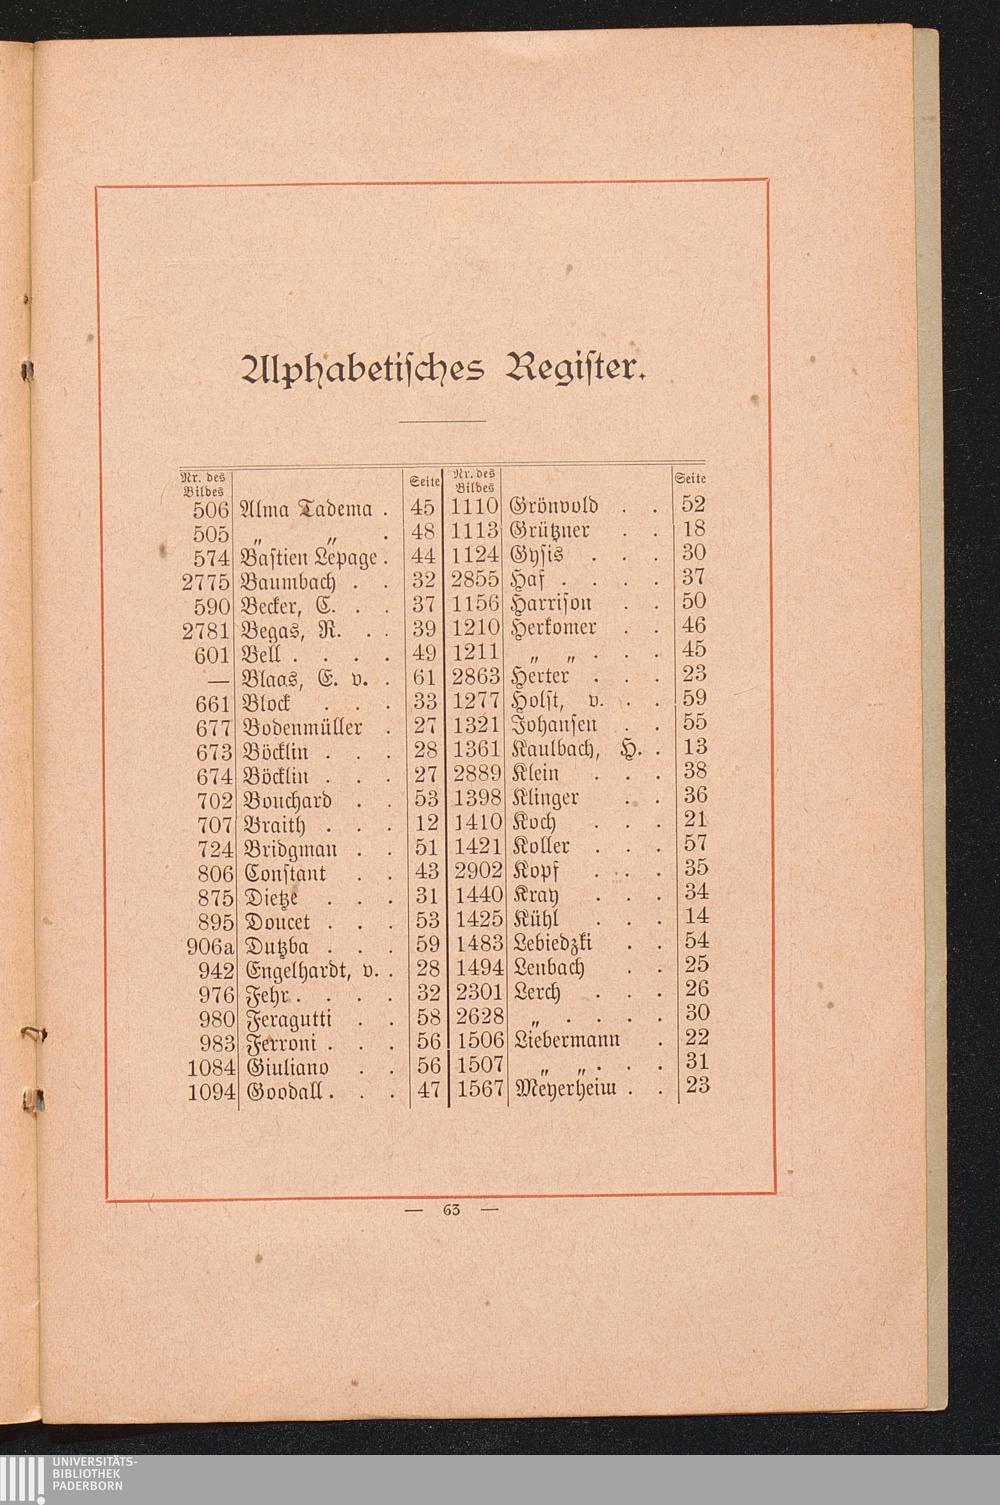 Alphabetisches Register.
Nr. des Bildes Seite
506 Alma Tadema . 45
505 „ „ . 48
574 Bastien Lepage . 44
2775 Baumbach . . 32
590 Becker, C. . . 37
2781 Begas, R. . . 39
601 Bell . . . . 49
— Blaas, E. v. . 61
661 Block . . . 33
677 Bodenmüller . 27
673 Böcklin . . . 28
674 Böcklin . . . 27
702 Bouchard . . 53
707 Braith . . . 12
724 Bridgman . . 51
806 Constant . . 43
875 Dietze . . . 31
895 Doucet . . . 53
906a Dutzba . . . 59
942 Engelhardt, v. . 28
976 Fehr . . . . 32
980 Feragutti . . 58
983 Ferroni . . . 56
1084 Giuliano . . 56
1094 Goodall . . . 47
Nr. des Bildes Seite
1110 Grönvold . . 52
1113 Grützner . . 18
1124 Gysis . . . 30
2855 Haf . . . . 37
1156 Harrison . . 50
1210 Herkomer . . 46
1211 „ „ . . . 45
2863 Herter . . . 23
1277 Holst, v. . . 59
1321 Johansen . . 55
1361 Kaulbach, H. . 13
2889 Klein . . . 38
1398 Klinger . . 36
1410 Koch . . . 21
1421 Koller . . . 57
2902 Kopf . . . 35
1440 Kray . . . 34
1425 Kühl . . . 14
1483 Lebiedzki . . 54
1494 Lenbach . . 25
2301 Lerch . . . 26
2628 „ . . . . 30
1506 Liebermann . 22
1507 „ „ . . . 31
1567 Meyerheim . . 23
— 63 —
UNIVERSITÄTS-
BIBLIOTHEK
PADERBORN